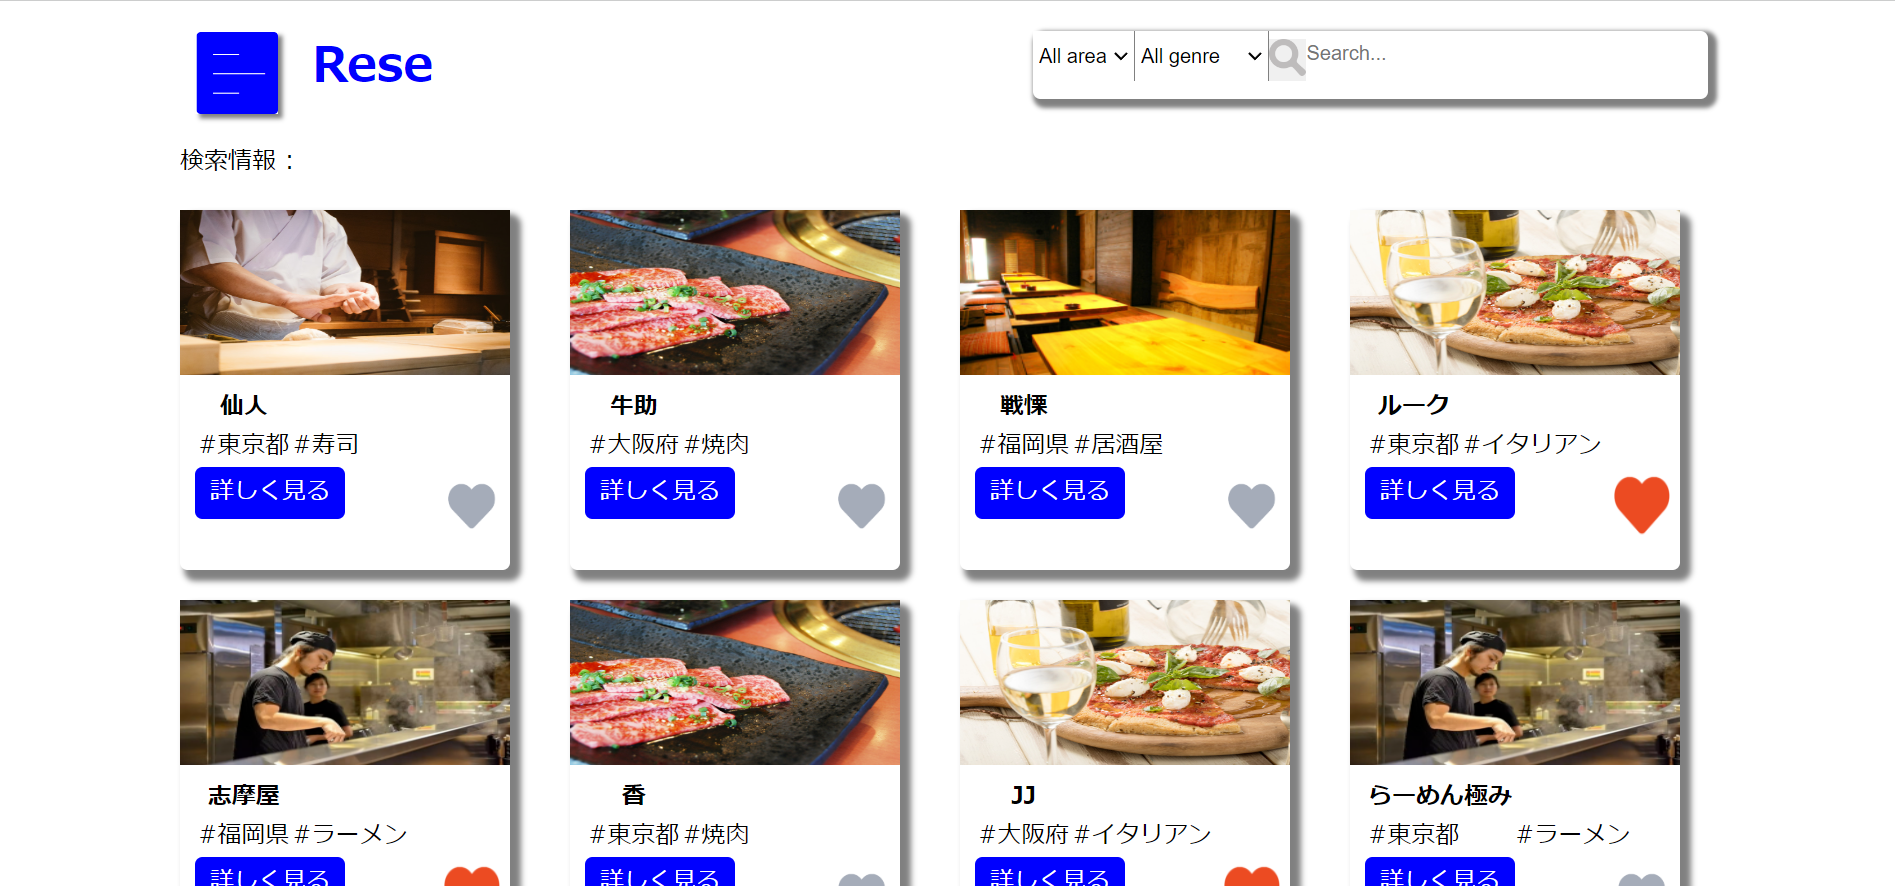 Rese
All area All genre Search...
検索情報：
仙人 牛助 戦慄 ルーク
#東京都 #寿司 #大阪府 #焼肉 #福岡県 #居酒屋 #東京都 #イタリアン
詳しく見る 詳しく見る 詳しく見る 詳しく見る
志摩屋 香 JJ らーめん極み
#福岡県 #ラーメン #東京都 #焼肉 #大阪府 #イタリアン #東京都 #ラーメン
詳しく見る 詳しく見る 詳しく見る 詳しく見る